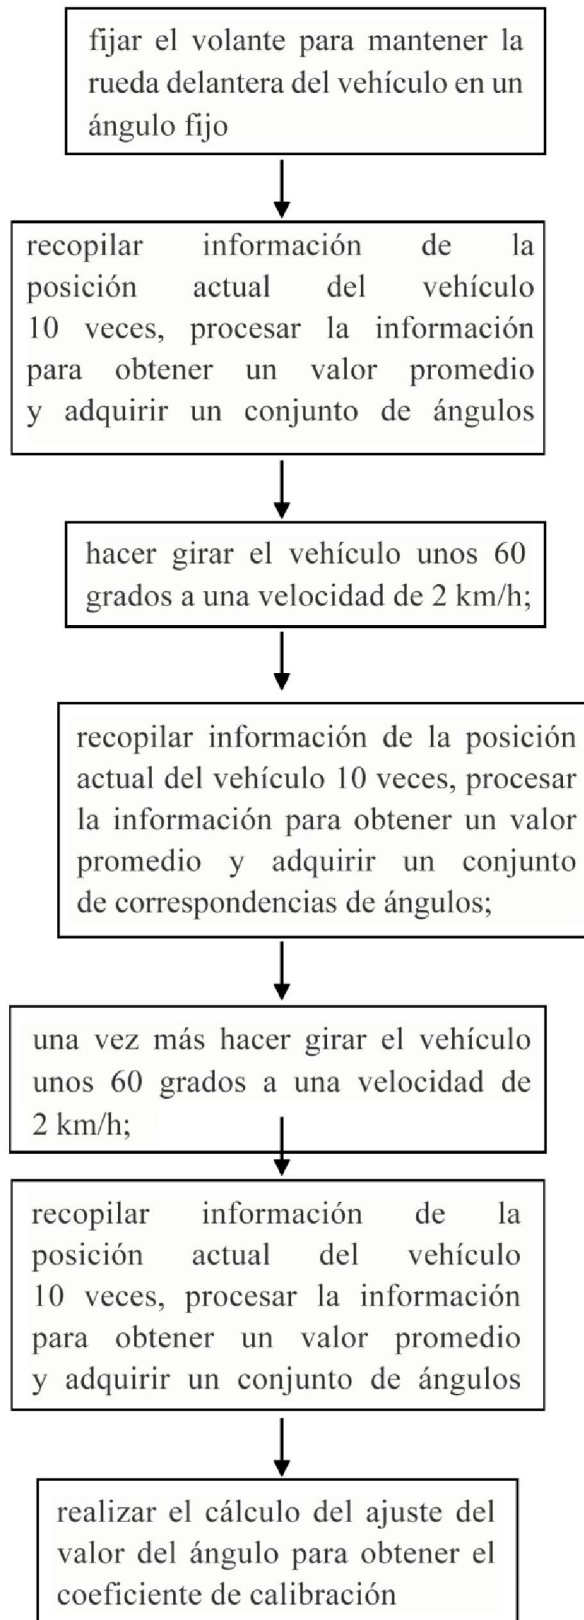 fijar el volante para mantener la
rueda delantera del vehículo en un
ángulo fijo
recopilar información de la
posición actual del vehículo
10 veces, procesar la información
para obtener un valor promedio
y adquirir un conjunto de ángulos
hacer girar el vehículo unos 60
grados a una velocidad de 2 km/h;
recopilar información de la posición
actual del vehículo 10 veces, procesar
la información para obtener un valor
promedio y adquirir un conjunto
de correspondencias de ángulos;
una vez más hacer girar el vehículo
unos 60 grados a una velocidad de
2 km/h;
recopilar información de la
posición actual del vehículo
10 veces, procesar la información
para obtener un valor promedio
y adquirir un conjunto de ángulos
realizar el cálculo del ajuste del
valor del ángulo para obtener el
coeficiente de calibración